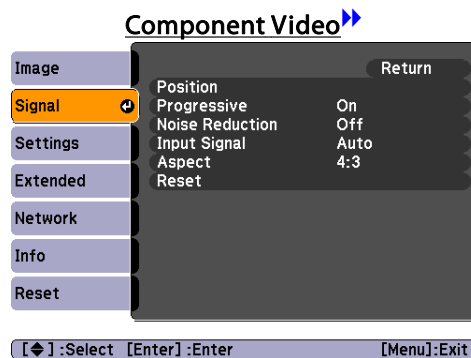 Component Video
Image
Return
Signal
Position
Progressive On
Noise Reduction Off
Input Signal Auto
Aspect 4:3
Reset
Settings
Extended
Network
Info
Reset
[◆] :Select [Enter] :Enter [Menu]:Exit